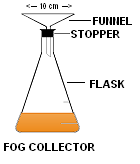 <-- 10 cm -->
FUNNEL
STOPPER
FLASK
FOG COLLECTOR